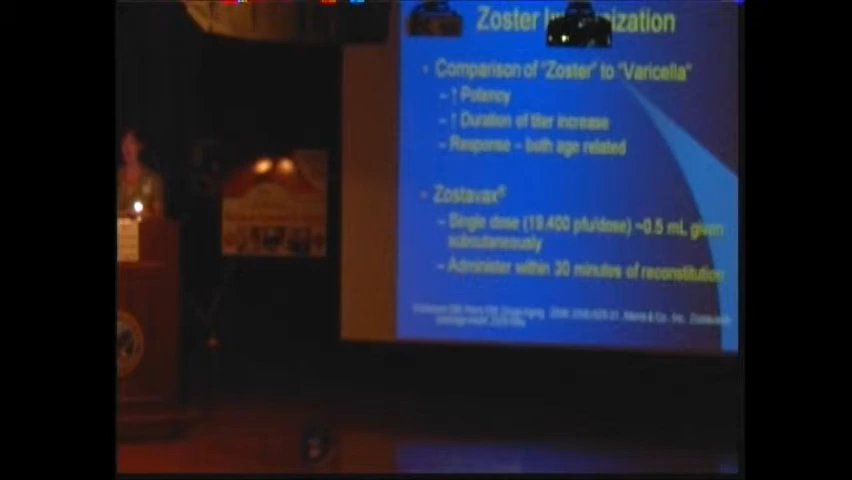 Zoster
• Comparison of "Zoster" to "Varicella"
– ↑ Potency
– ↑ Duration of titer increase
– Response – both age related
• Zostavax®
– Single dose (19,400 pfu/dose) ~0.5 mL given
subcutaneously
– Administer within 30 minutes of reconstitution